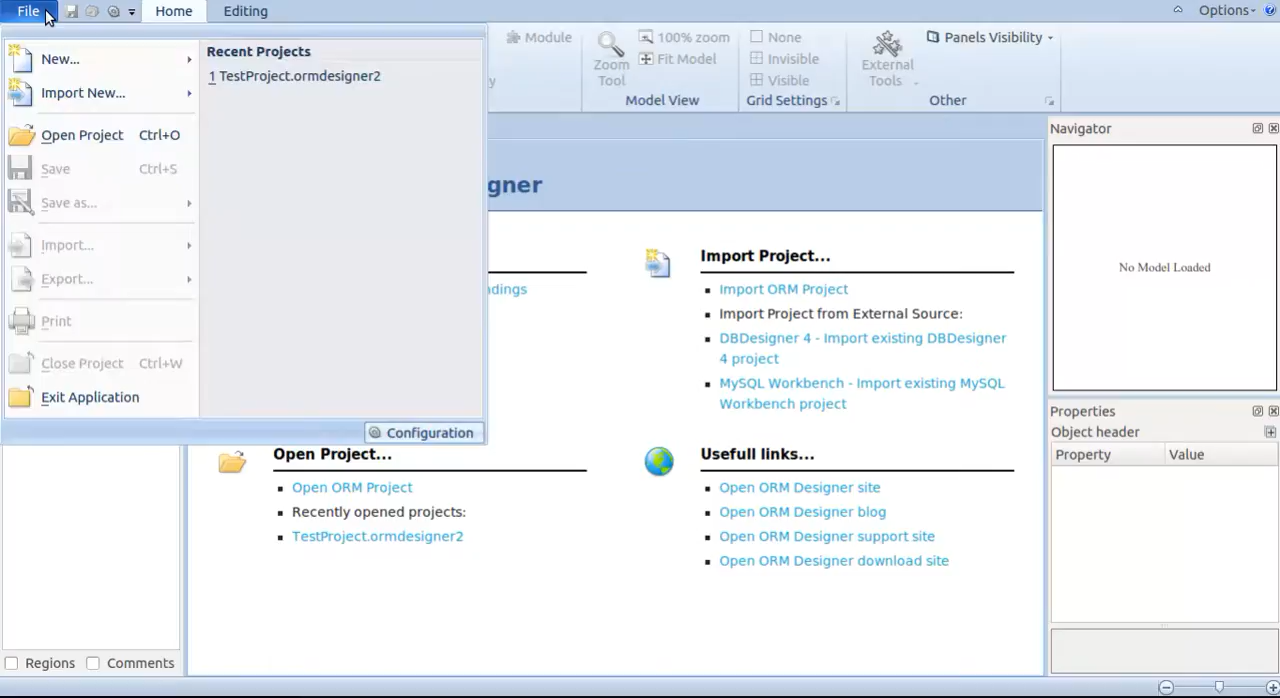 File
Home
Editing
Options
New...
Import New...
Open Project Ctrl+O
Save Ctrl+S
Save as...
Import...
Export...
Print
Close Project Ctrl+W
Exit Application
Recent Projects
1 TestProject.ormdesigner2
Configuration
Module
Zoom
Tool
100% zoom
Fit Model
Model View
None
Invisible
Visible
Grid Settings
External
Tools
Panels Visibility
Other
gner
dings
Open Project...
Open ORM Project
Recently opened projects:
TestProject.ormdesigner2
Import Project...
Import ORM Project
Import Project from External Source:
DBDesigner 4 - Import existing DBDesigner
4 project
MySQL Workbench - Import existing MySQL
Workbench project
Usefull links...
Open ORM Designer site
Open ORM Designer blog
Open ORM Designer support site
Open ORM Designer download site
Navigator
No Model Loaded
Properties
Object header
Property Value
Regions Comments